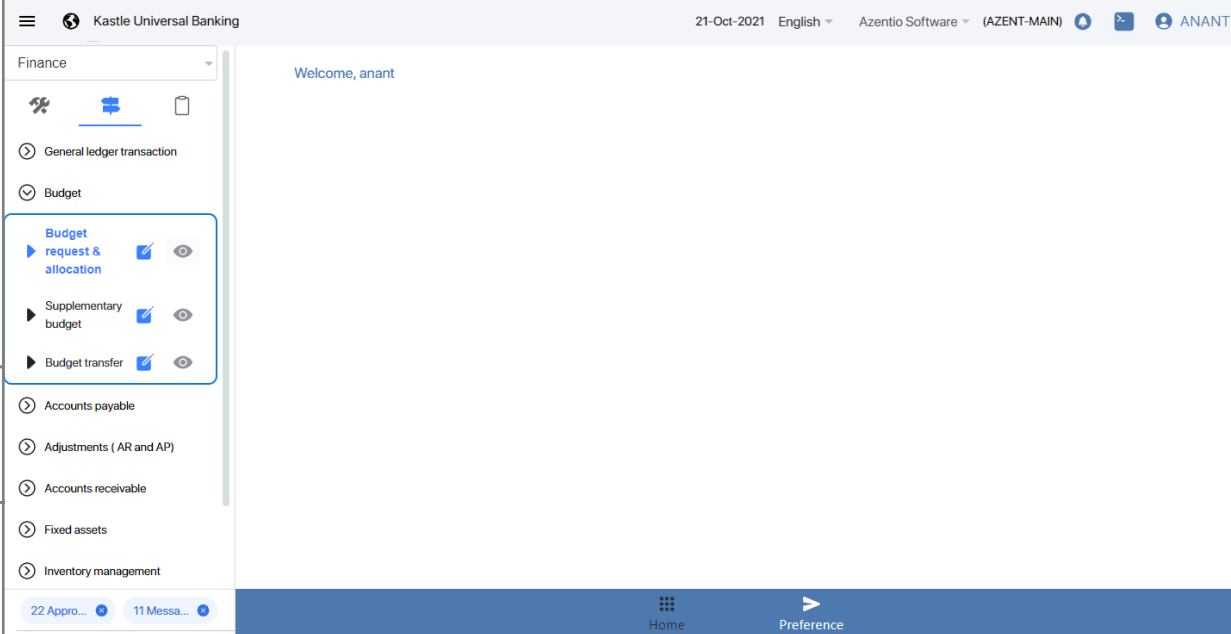 Kastle Universal Banking
21-Oct-2021 English Azentio Software (AZENT-MAIN) ANANT
Finance
Welcome, anant
General ledger transaction
Budget
Budget
request &
allocation
Supplementary
budget
Budget transfer
Accounts payable
Adjustments ( AR and AP)
Accounts receivable
Fixed assets
Inventory management
22 Appro... 11 Messa...
Home
Preference